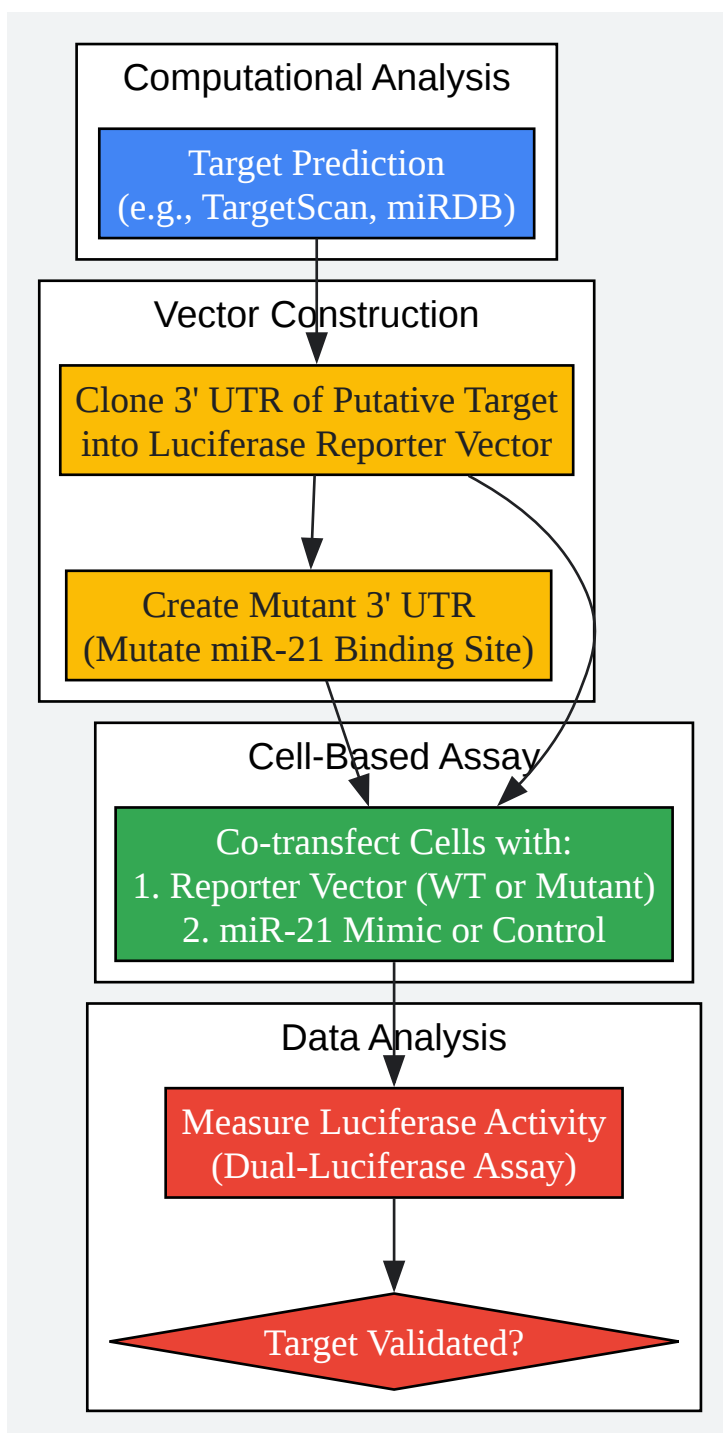 Computational Analysis
Target Prediction
(e.g., TargetScan, miRDB)
Vector Construction
Clone 3' UTR of Putative Target
into Luciferase Reporter Vector
Create Mutant 3' UTR
(Mutate miR-21 Binding Site)
Cell-Based Assay
Co-transfect Cells with:
1. Reporter Vector (WT or Mutant)
2. miR-21 Mimic or Control
Data Analysis
Measure Luciferase Activity
(Dual-Luciferase Assay)
Target Validated?